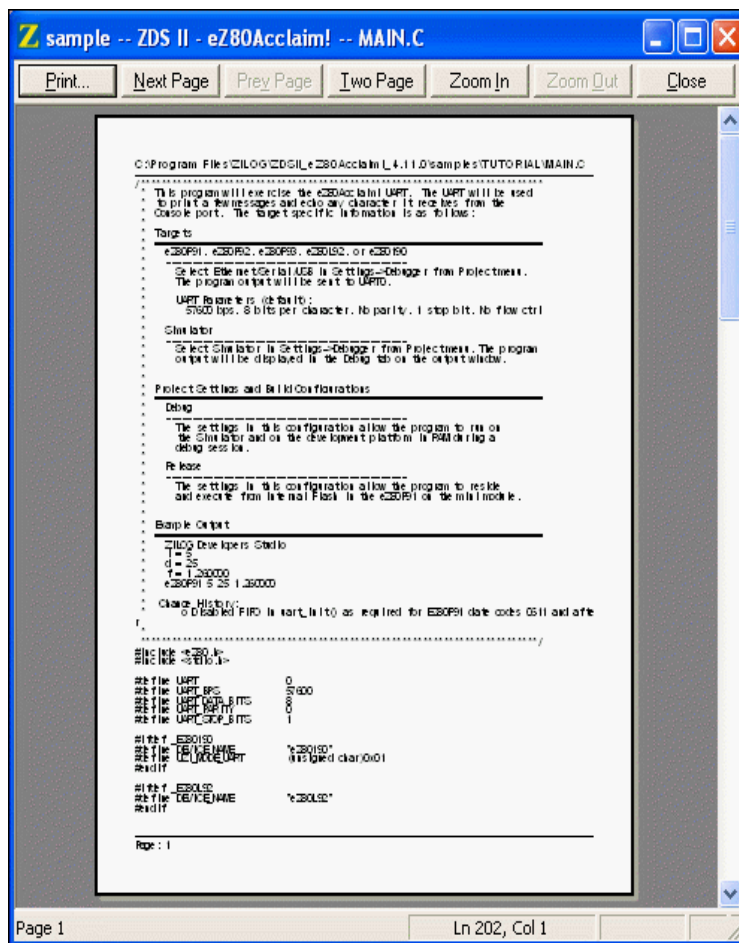 sample -- ZDS II - eZ80Acclaim! -- MAIN.C
Print... Next Page Prev Page Two Page Zoom In Zoom Out Close
C:\Program Files\ZILOG\ZDSII_eZ80Acclaim!_4.11.0\samples\TUTORIAL\MAIN.C
/****************************************************************************
* This program will exercise the eZ80Acclaim! UART. The UART will be used
* to print a few messages and echo any character it receives from the
* Console port. The target specific information is as follows:
*
* Targets
*
* eZ80F91, eZ80F92, eZ80F93, eZ80L92, or eZ80190
* ----------------------------------------
* Select Ethernet/Serial/USB in Settings->Debugger from Project menu.
* The program output will be sent to UART0.
*
* UART Parameters (default):
* 57600 bps, 8 bits per character, No parity, 1 stop bit, No flow ctrl
*
* Simulator
* ----------------------------------------
* Select Simulator in Settings->Debugger from Project menu. The program
* output will be displayed in the Debug tab on the output window.
*
* Project Settings and Build Configurations
*
* Debug
* ----------------------------------------
* The settings in this configuration allow the program to run on
* the Simulator and on the development platform in RAM during a
* debug session.
*
* Release
* ----------------------------------------
* The settings in this configuration allow the program to reside
* and execute from internal Flash in the eZ80F91 on the mini module.
*
* Example Output
*
* ZILOG Developers Studio
* i = 5
* d = 25
* f = 1.260000
* eZ80F91 5 25 1.260000
*
* Change History:
* o Disabled FIFO in uart_init() as required for EZ80F91 date codes 0611 and afte
r.
****************************************************************************/
#include <eZ80.h>
#include <stdio.h>
#define UART 0
#define UART_BPS 57600
#define UART_DATA_BITS 8
#define UART_PARITY 0
#define UART_STOP_BITS 1
#ifdef _EZ80190
#define DEVICE_NAME "eZ80190"
#define UZI_MODE_UART (unsigned char)0x01
#endif
#ifdef _EZ80L92
#define DEVICE_NAME "eZ80L92"
#endif
Page : 1
Page 1 Ln 202, Col 1